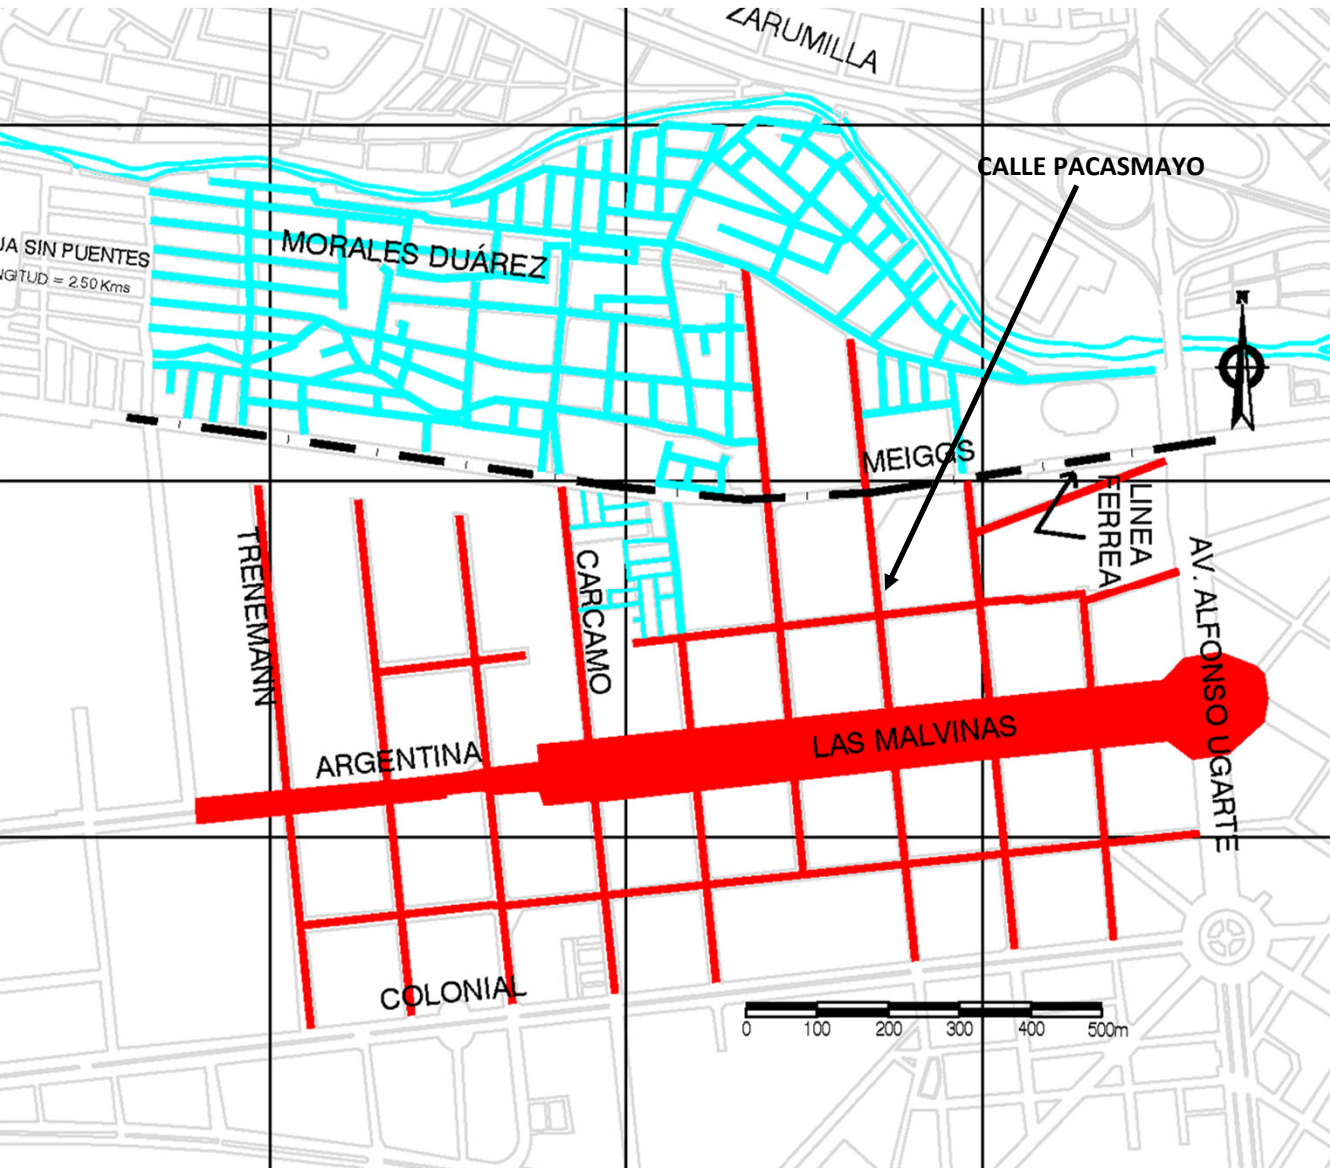 ZARUMILLA
CALLE PACASMAYO
JA SIN PUENTES
NGITUD = 2.50 Kms
MORALES DUÁREZ
N
MEIGGS
LINEA
FERREA
TRENEMANN
CARCAMO
AV. ALFONSO UGARTE
LAS MALVINAS
ARGENTINA
COLONIAL
0 100 200 300 400 500m